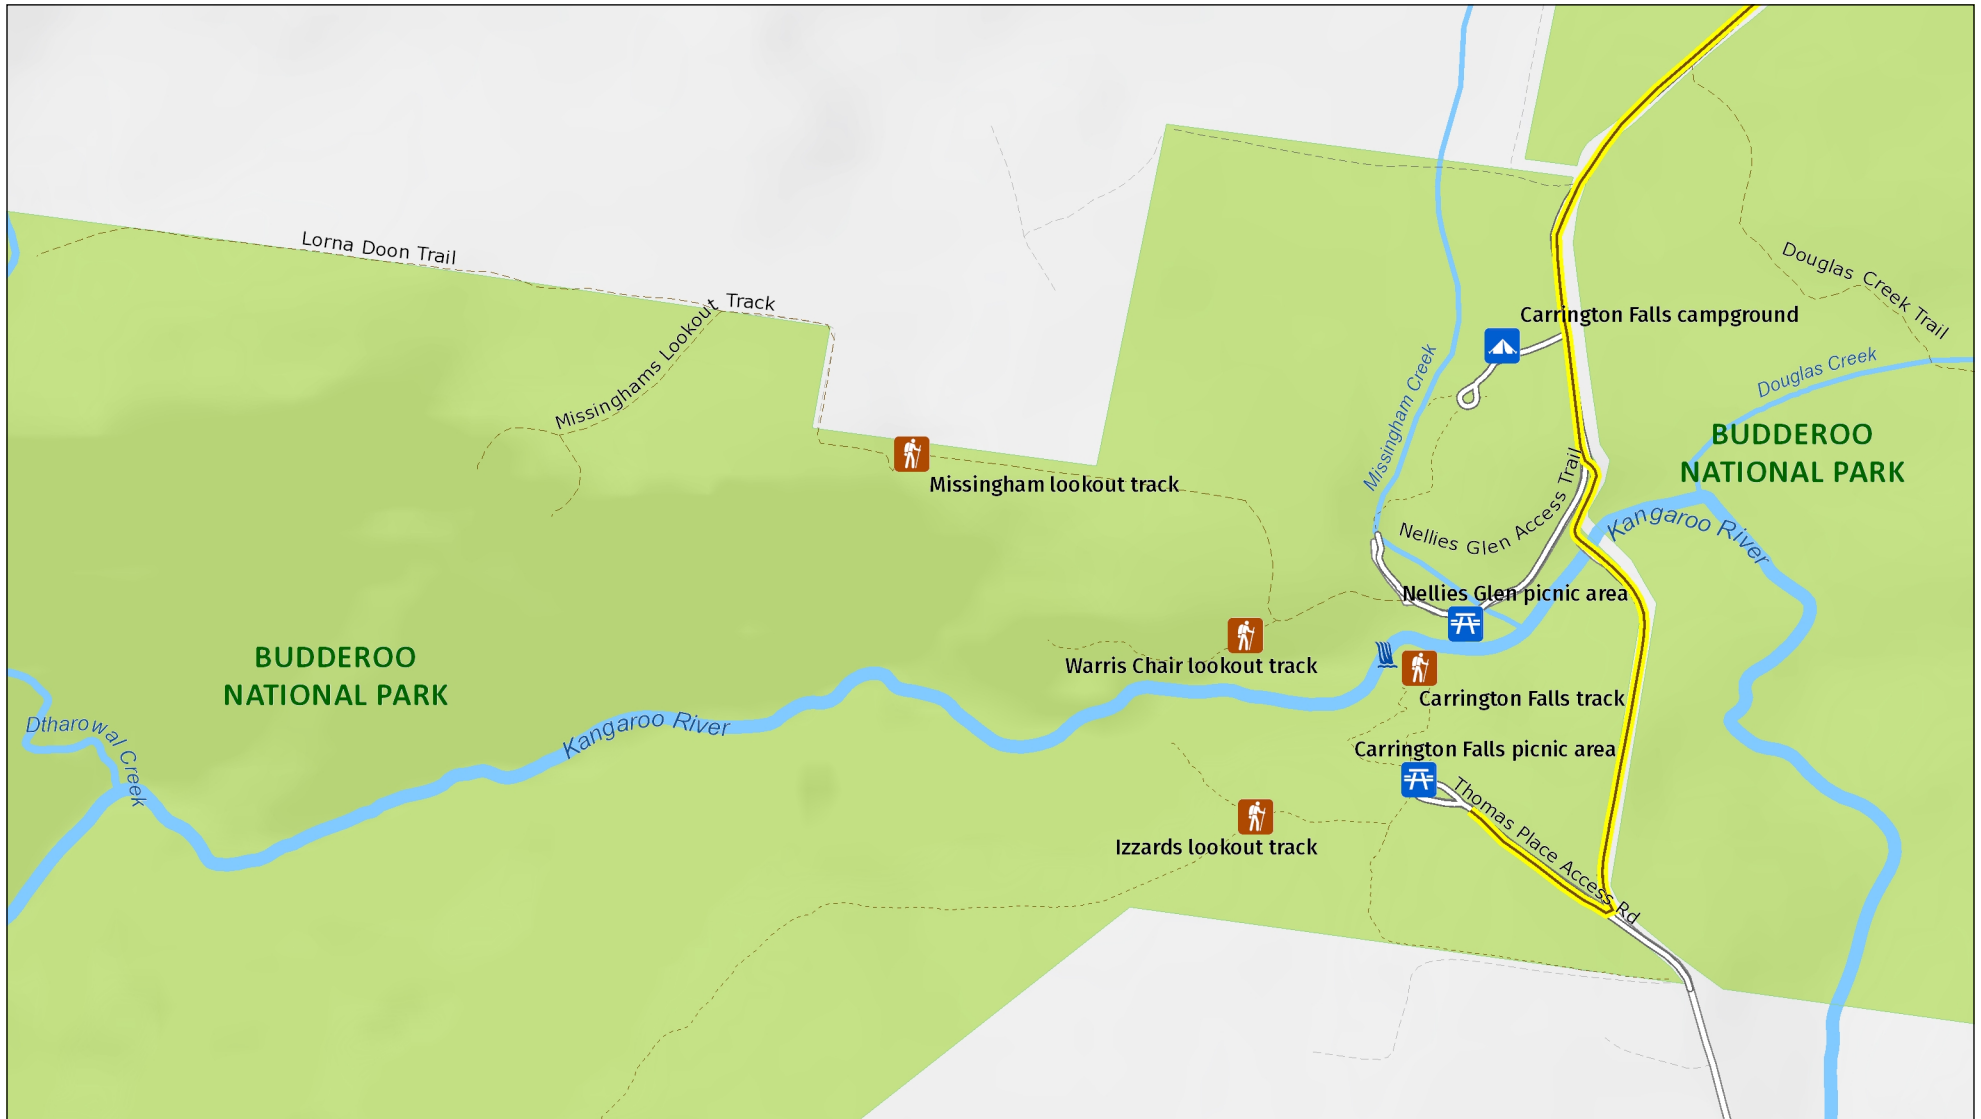 Lorna Doon Trail
Missinghams Lookout Track
Douglas Creek Trail
Carrington Falls campground
Missingham Creek
Douglas Creek
BUDDEROO
NATIONAL PARK
Missingham lookout track
Nellies Glen Access Trail
Kangaroo River
Nellies Glen picnic area
BUDDEROO
NATIONAL PARK
Warris Chair lookout track
Carrington Falls track
Dtharowal Creek
Kangaroo River
Carrington Falls picnic area
Thomas Place Access Rd
Izzards lookout track